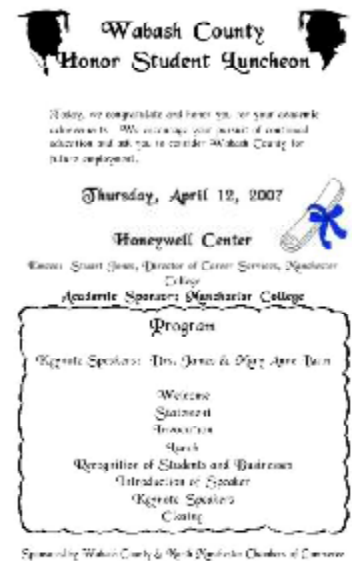 Wabash County
Honor Student Luncheon
Today, we congratulate and honor you for your academic
achievements. We encourage your pursuit of continued
education and ask you to consider Wabash County for
future employment.
Thursday, April 12, 2007
Honeywell Center
Emcee: Stuart Jones, Director of Career Services, Manchester
College
Academic Sponsor: Manchester College
Program
Keynote Speakers: Drs. James & Mary Anne
Welcome
Statement
Invocation
Lunch
Recognition of Students and Businesses
Introduction of Speaker
Keynote Speakers
Closing
Sponsored by Wabash County & North Manchester Chambers of Commerce